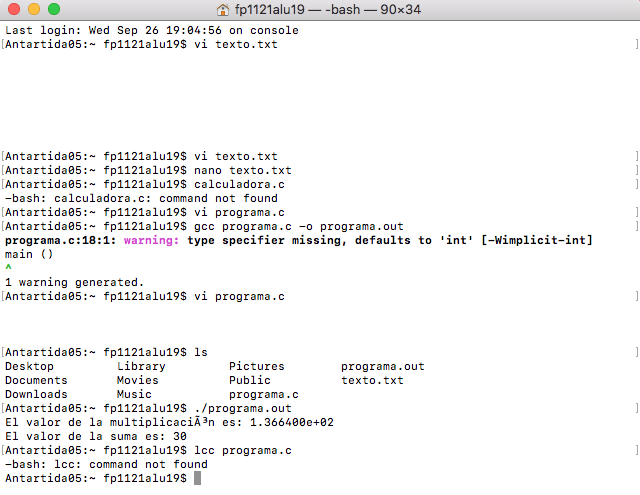 fp1121alu19 — -bash — 90×34
Last login: Wed Sep 26 19:04:56 on console
[Antartida05:~ fp1121alu19$ vi texto.txt ]
[Antartida05:~ fp1121alu19$ vi texto.txt ]
[Antartida05:~ fp1121alu19$ nano texto.txt ]
[Antartida05:~ fp1121alu19$ calculadora.c ]
-bash: calculadora.c: command not found
[Antartida05:~ fp1121alu19$ vi programa.c ]
[Antartida05:~ fp1121alu19$ gcc programa.c -o programa.out ]
programa.c:18:1: warning: type specifier missing, defaults to 'int' [-Wimplicit-int]
main ()
^
1 warning generated.
[Antartida05:~ fp1121alu19$ vi programa.c ]
[Antartida05:~ fp1121alu19$ ls ]
Desktop Library Pictures programa.out
Documents Movies Public texto.txt
Downloads Music programa.c
[Antartida05:~ fp1121alu19$ ./programa.out ]
El valor de la multiplicaciÃ³n es: 1.366400e+02
El valor de la suma es: 30
[Antartida05:~ fp1121alu19$ lcc programa.c ]
-bash: lcc: command not found
Antartida05:~ fp1121alu19$